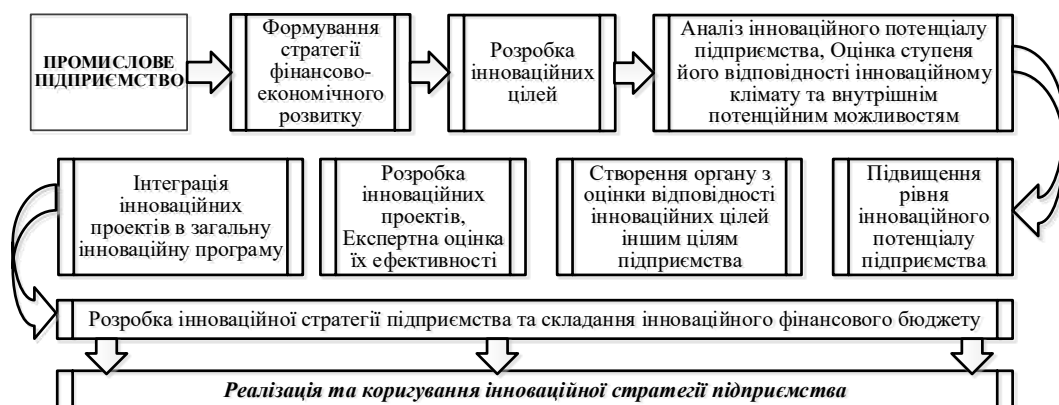 ПРОМИСЛОВЕ
ПІДПРИЄМСТВО
Формування
стратегії
фінансово-
економічного
розвитку
Розробка
інноваційних
цілей
Аналіз інноваційного потенціалу
підприємства, Оцінка ступеня
його відповідності інноваційному
клімату та внутрішнім
потенційним можливостям
Інтеграція
інноваційних
проектів в загальну
інноваційну програму
Розробка
інноваційних
проектів,
Експертна оцінка
їх ефективності
Створення органу з
оцінки відповідності
інноваційних цілей
іншим цілям
підприємства
Підвищення
рівня
інноваційного
потенціалу
підприємства
Розробка інноваційної стратегії підприємства та складання інноваційного фінансового бюджету
Реалізація та коригування інноваційної стратегії підприємства